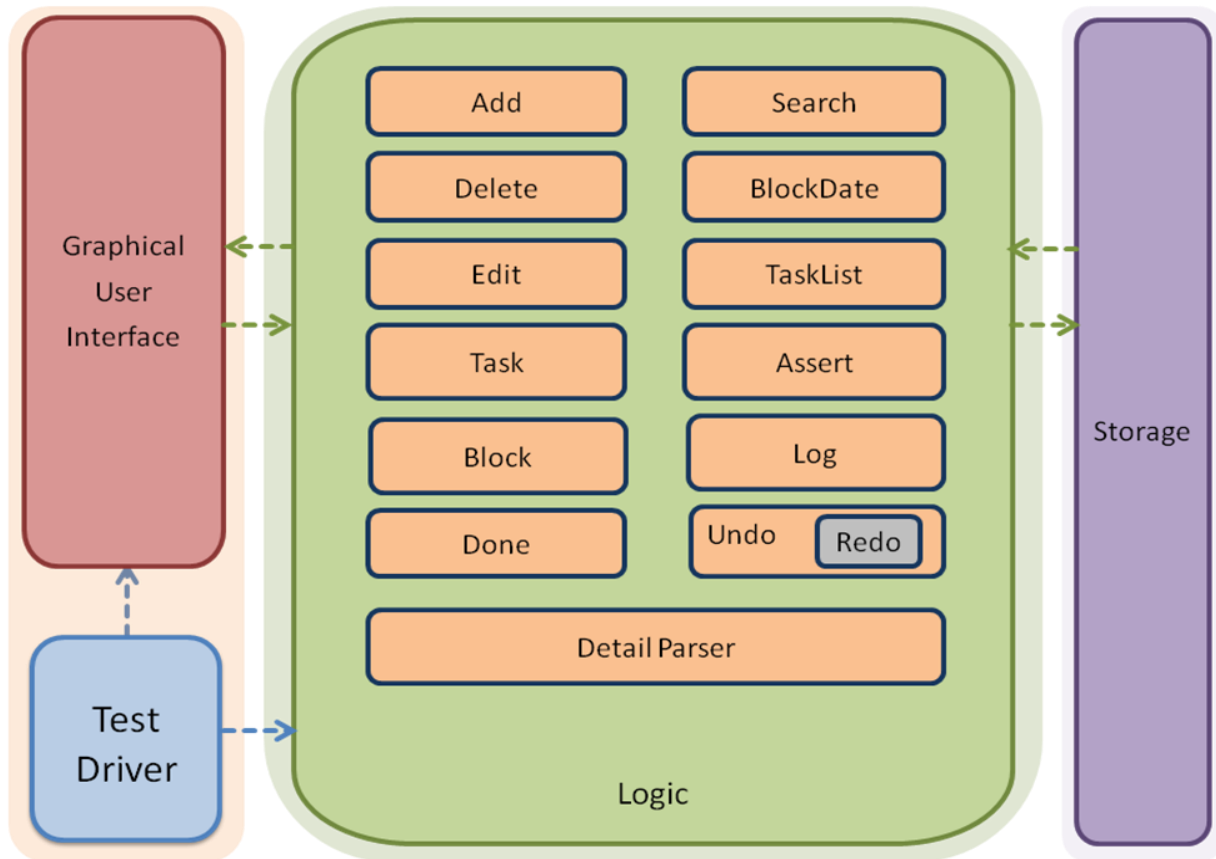 Graphical
User
Interface
Test
Driver
Add
Search
Delete
BlockDate
Edit
TaskList
Task
Assert
Block
Log
Done
Undo
Redo
Detail Parser
Logic
Storage